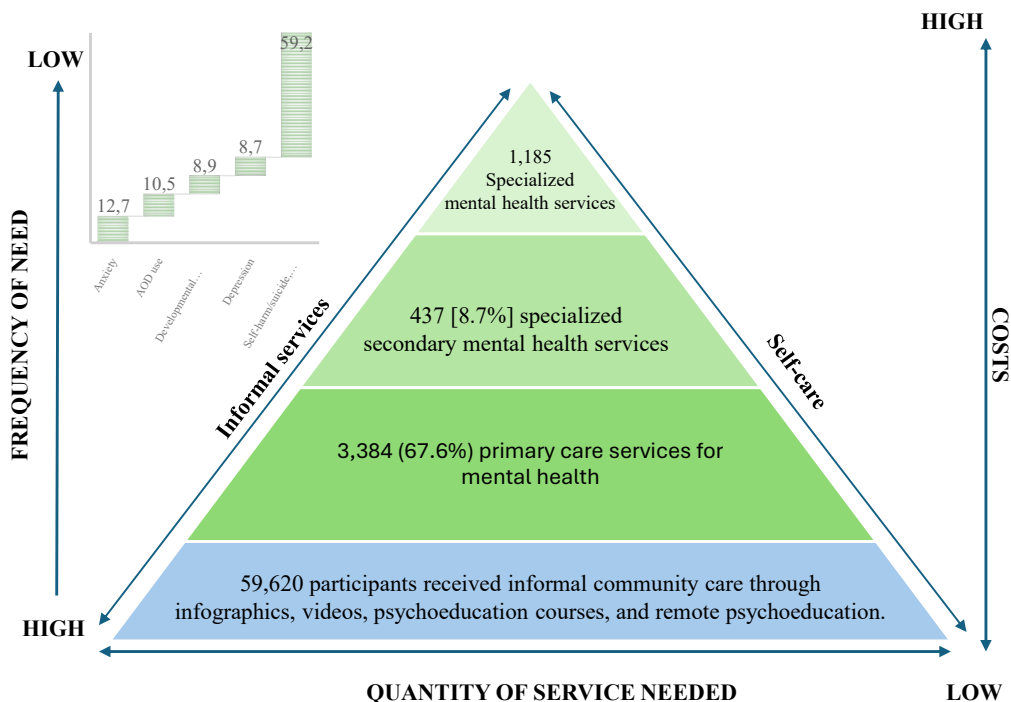 HIGH
LOW
59,2
8,7
8,9
10,5
12,7
Anxiety
AOD use
Developmental…
Depression
Self-harm/suicide,…
FREQUENCY OF NEED
HIGH
1,185
Specialized
mental health services
437 [8.7%] specialized
secondary mental health services
3,384 (67.6%) primary care services for
mental health
59,620 participants received informal community care through
infographics, videos, psychoeducation courses, and remote psychoeducation.
Informal services
Self-care
COSTS
QUANTITY OF SERVICE NEEDED
LOW